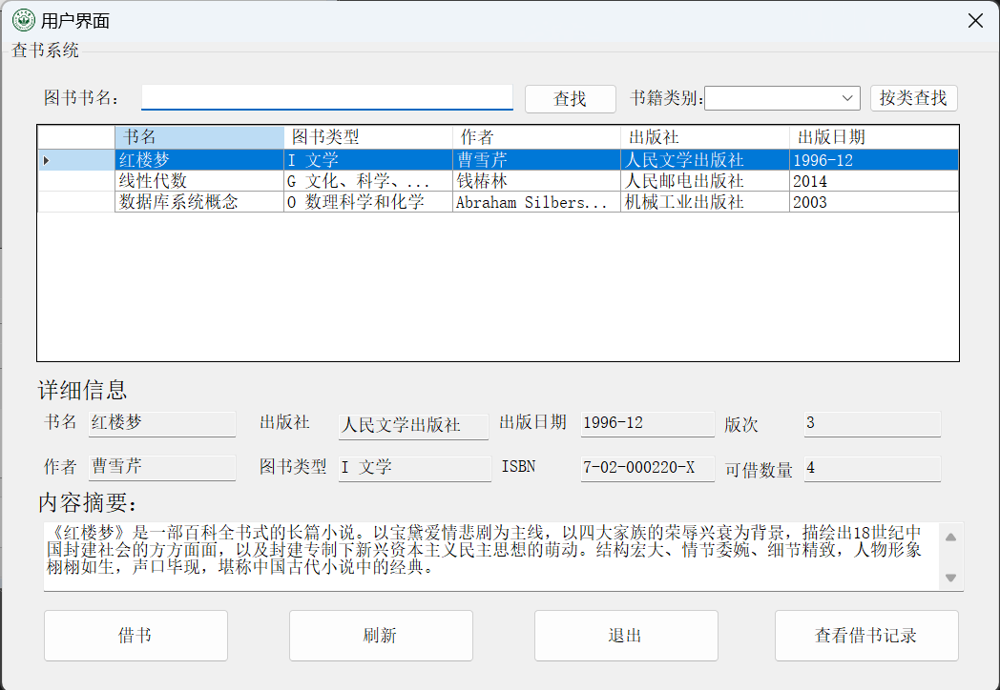 用户界面
查书系统
图书书名: 查找 书籍类别: 按类查找
书名 图书类型 作者 出版社 出版日期
红楼梦 I 文学 曹雪芹 人民文学出版社 1996-12
线性代数 G 文化、科学、... 钱椿林 人民邮电出版社 2014
数据库系统概念 O 数理科学和化学 Abraham Silbers... 机械工业出版社 2003
详细信息
书名 红楼梦 出版社 人民文学出版社 出版日期 1996-12 版次 3
作者 曹雪芹 图书类型 I 文学 ISBN 7-02-000220-X 可借数量 4
内容摘要:
《红楼梦》是一部百科全书式的长篇小说。以宝黛爱情悲剧为主线，以四大家族的荣辱兴衰为背景，描绘出18世纪中
国封建社会的方方面面，以及封建专制下新兴资本主义民主思想的萌动。结构宏大、情节委婉、细节精致，人物形象
栩栩如生，声口毕现，堪称中国古代小说中的经典。
借书 刷新 退出 查看借书记录